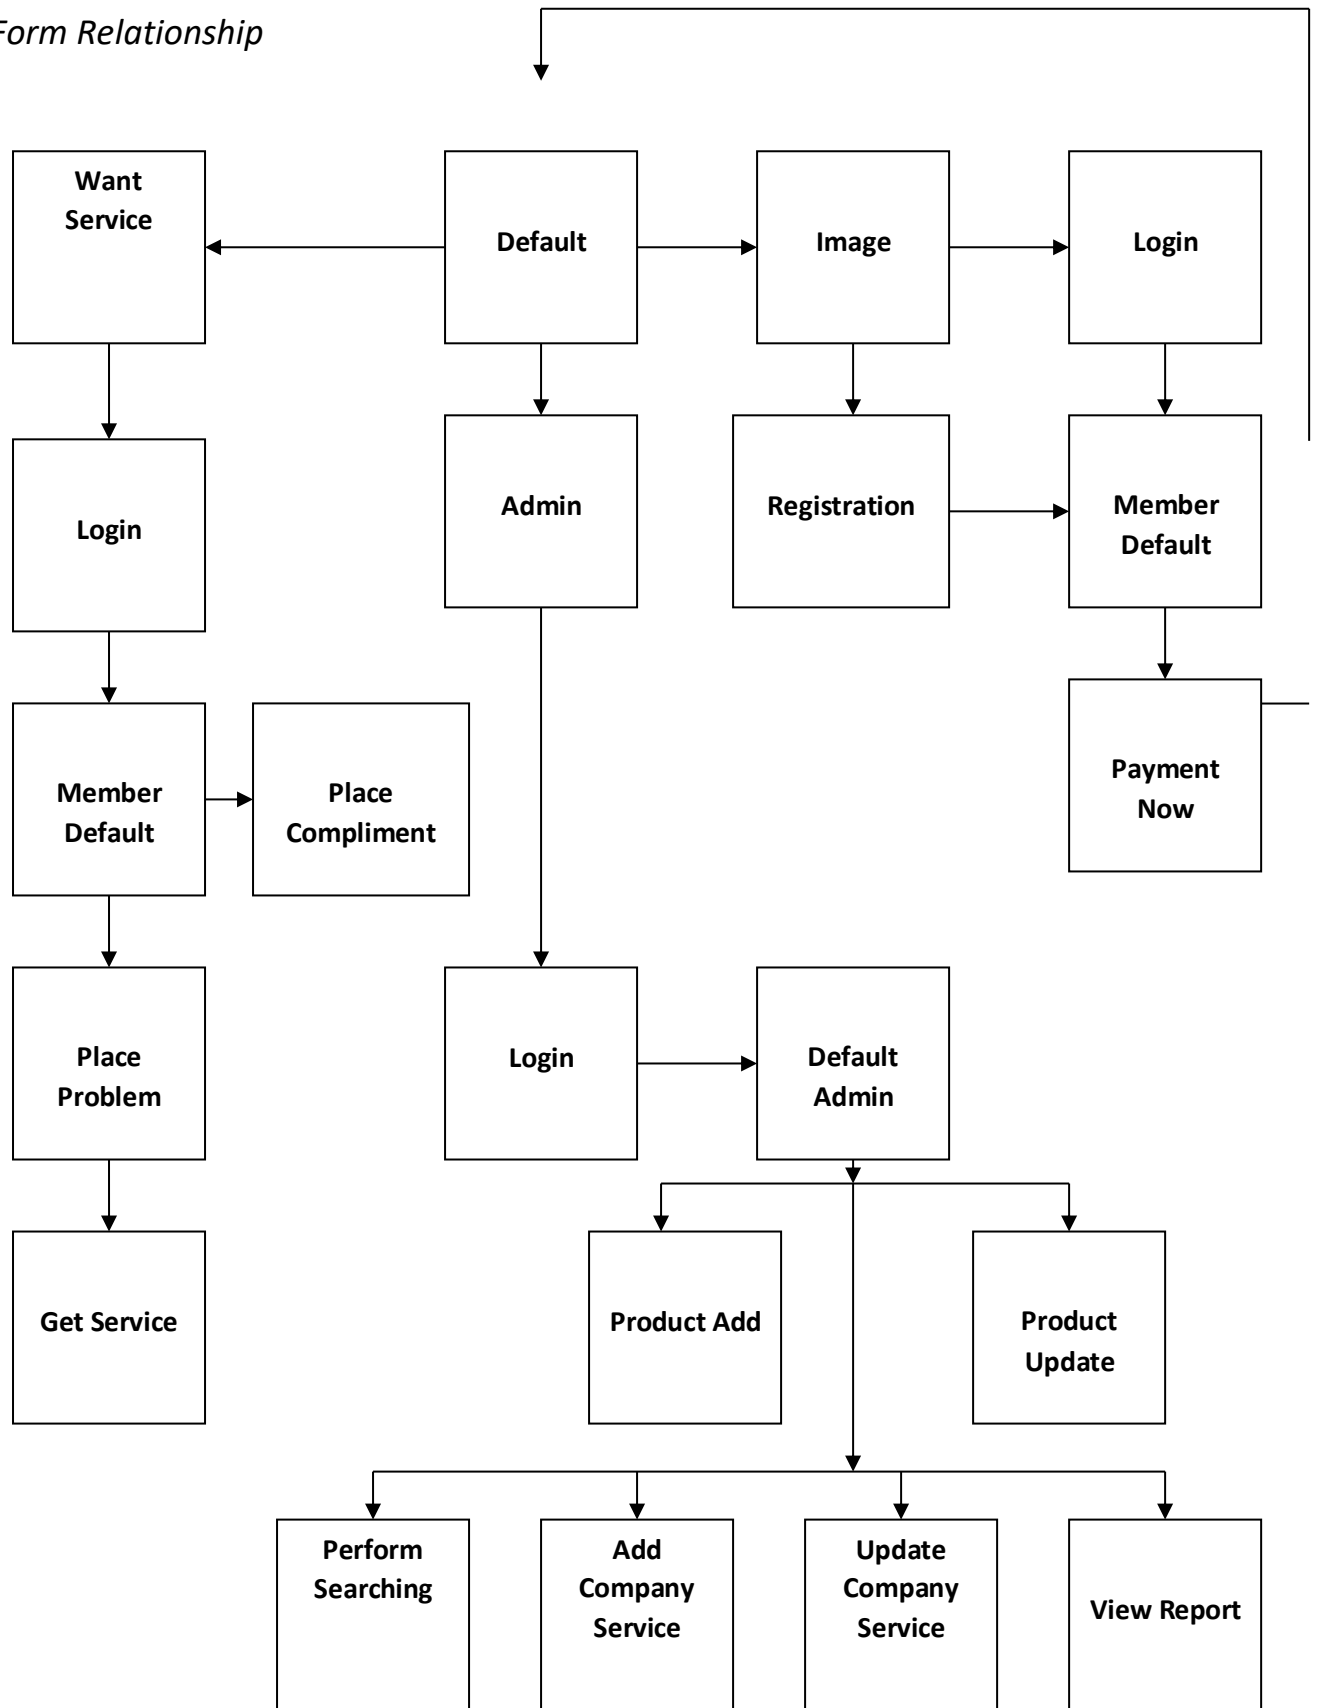 Form Relationship
Want
Service
Default
Image
Login
Login
Admin
Registration
Member
Default
Member
Default
Place
Compliment
Payment
Now
Place
Problem
Login
Default
Admin
Get Service
Product Add
Product
Update
Perform
Searching
Add
Company
Service
Update
Company
Service
View Report